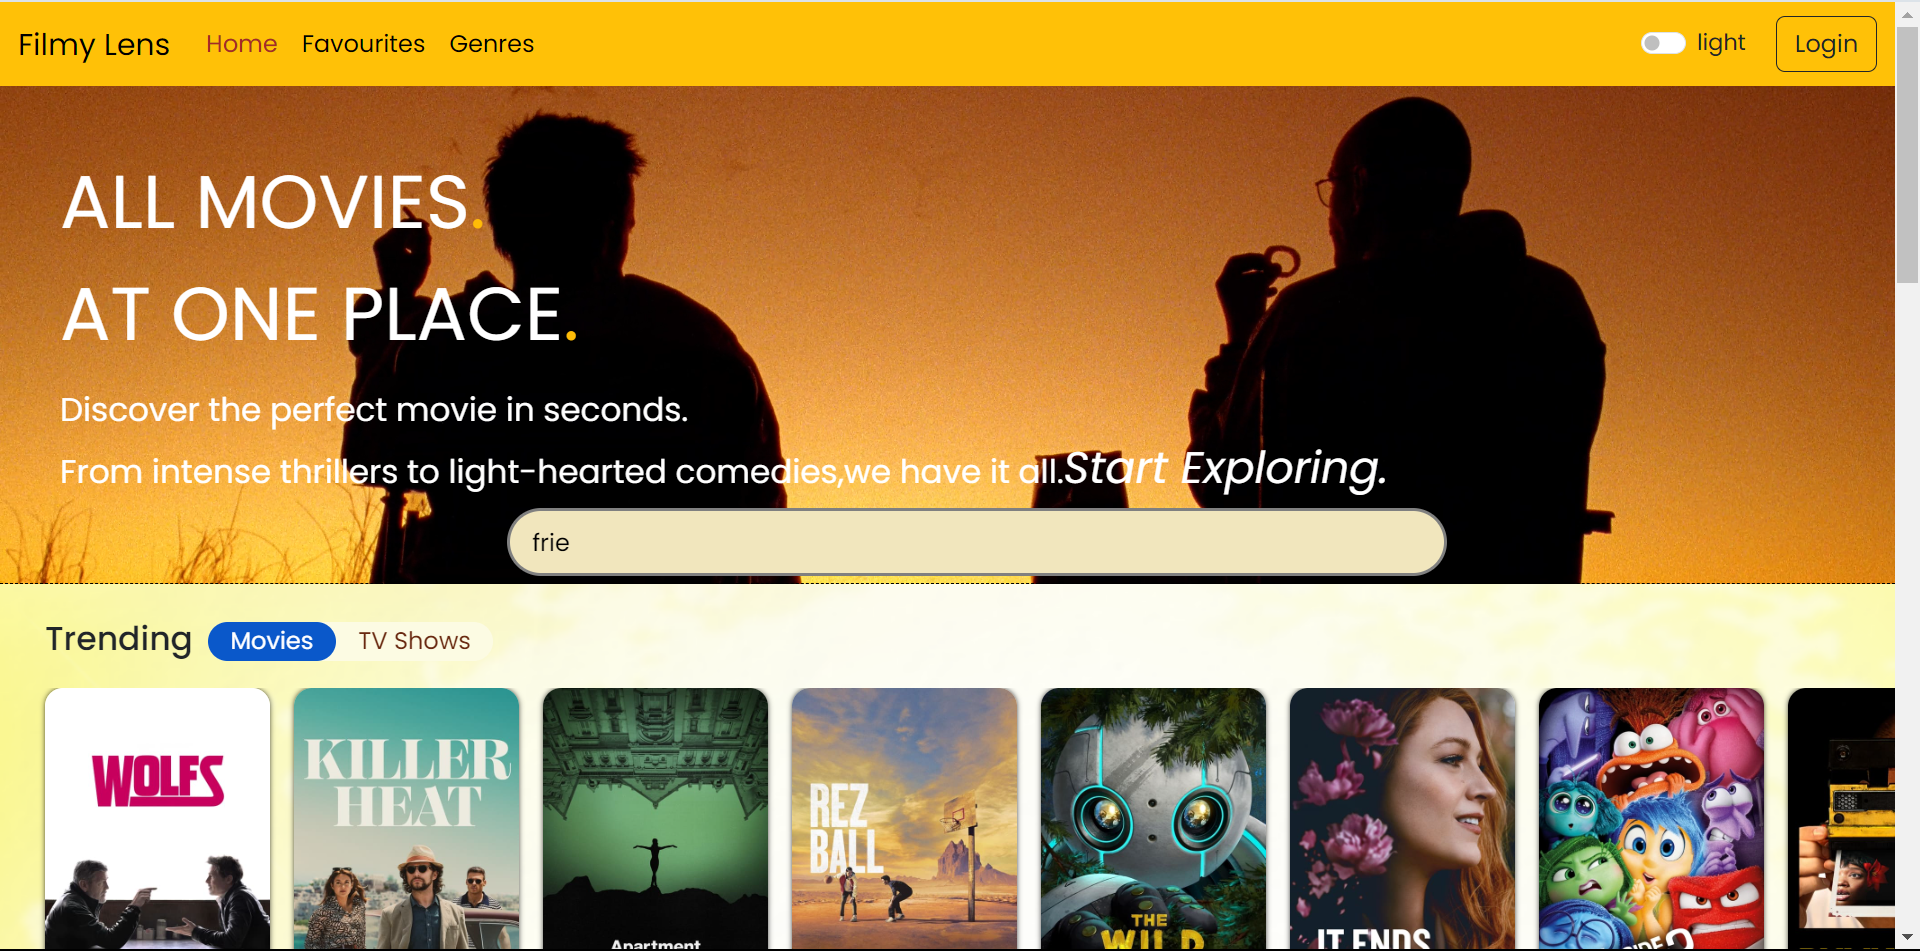 Filmy Lens Home Favourites Genres light Login
ALL MOVIES.
AT ONE PLACE.
Discover the perfect movie in seconds.
From intense thrillers to light-hearted comedies,we have it all.Start Exploring.
frie
Trending Movies TV Shows
WOLFS
KILLER
HEAT
Apartment
REZ
BALL
THE
WILD
IT ENDS